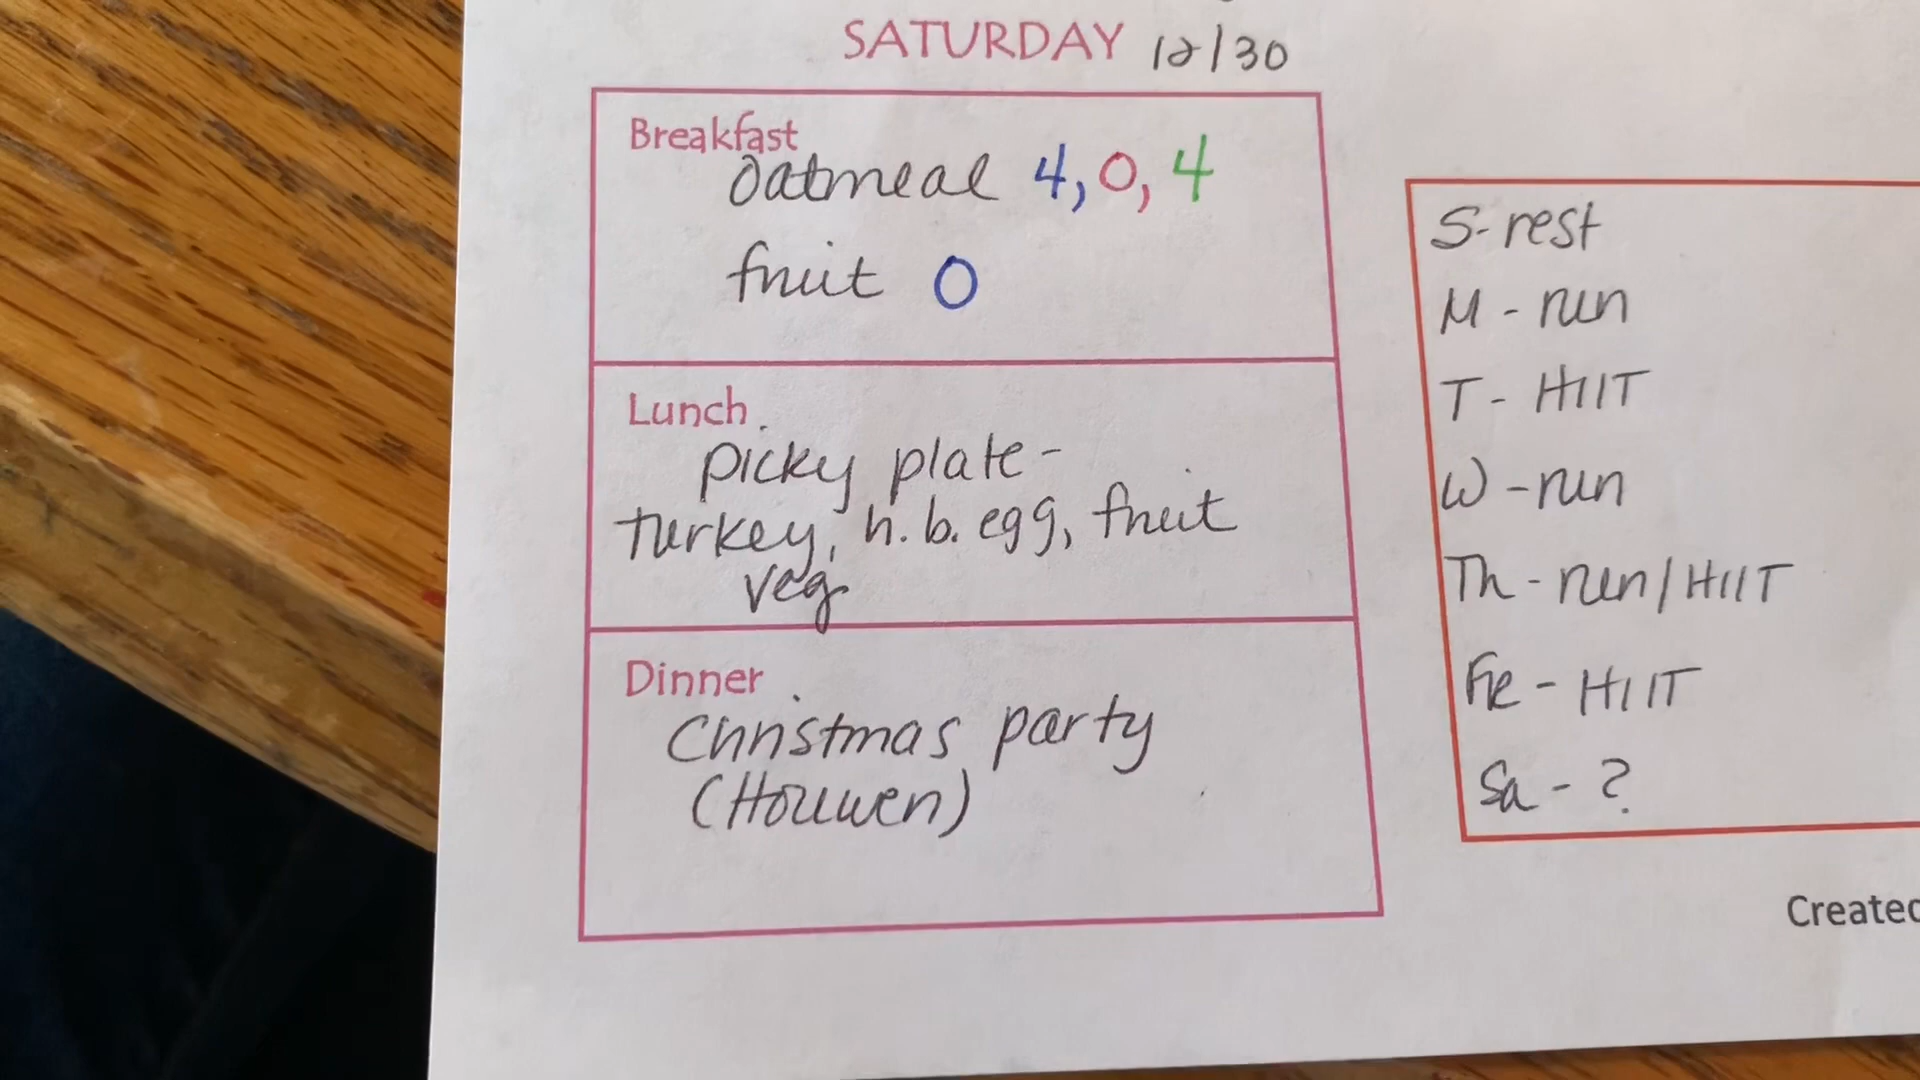 SATURDAY 12/30
Breakfast
oatmeal 4, 0, 4
fruit 0
Lunch
picky plate -
turkey, h.b. egg, fruit
veg
Dinner
Christmas party
(Houwen)
S- rest
M - run
T - HIIT
W - run
Th - run/HIIT
FR - HIIT
Sa - ?
Created